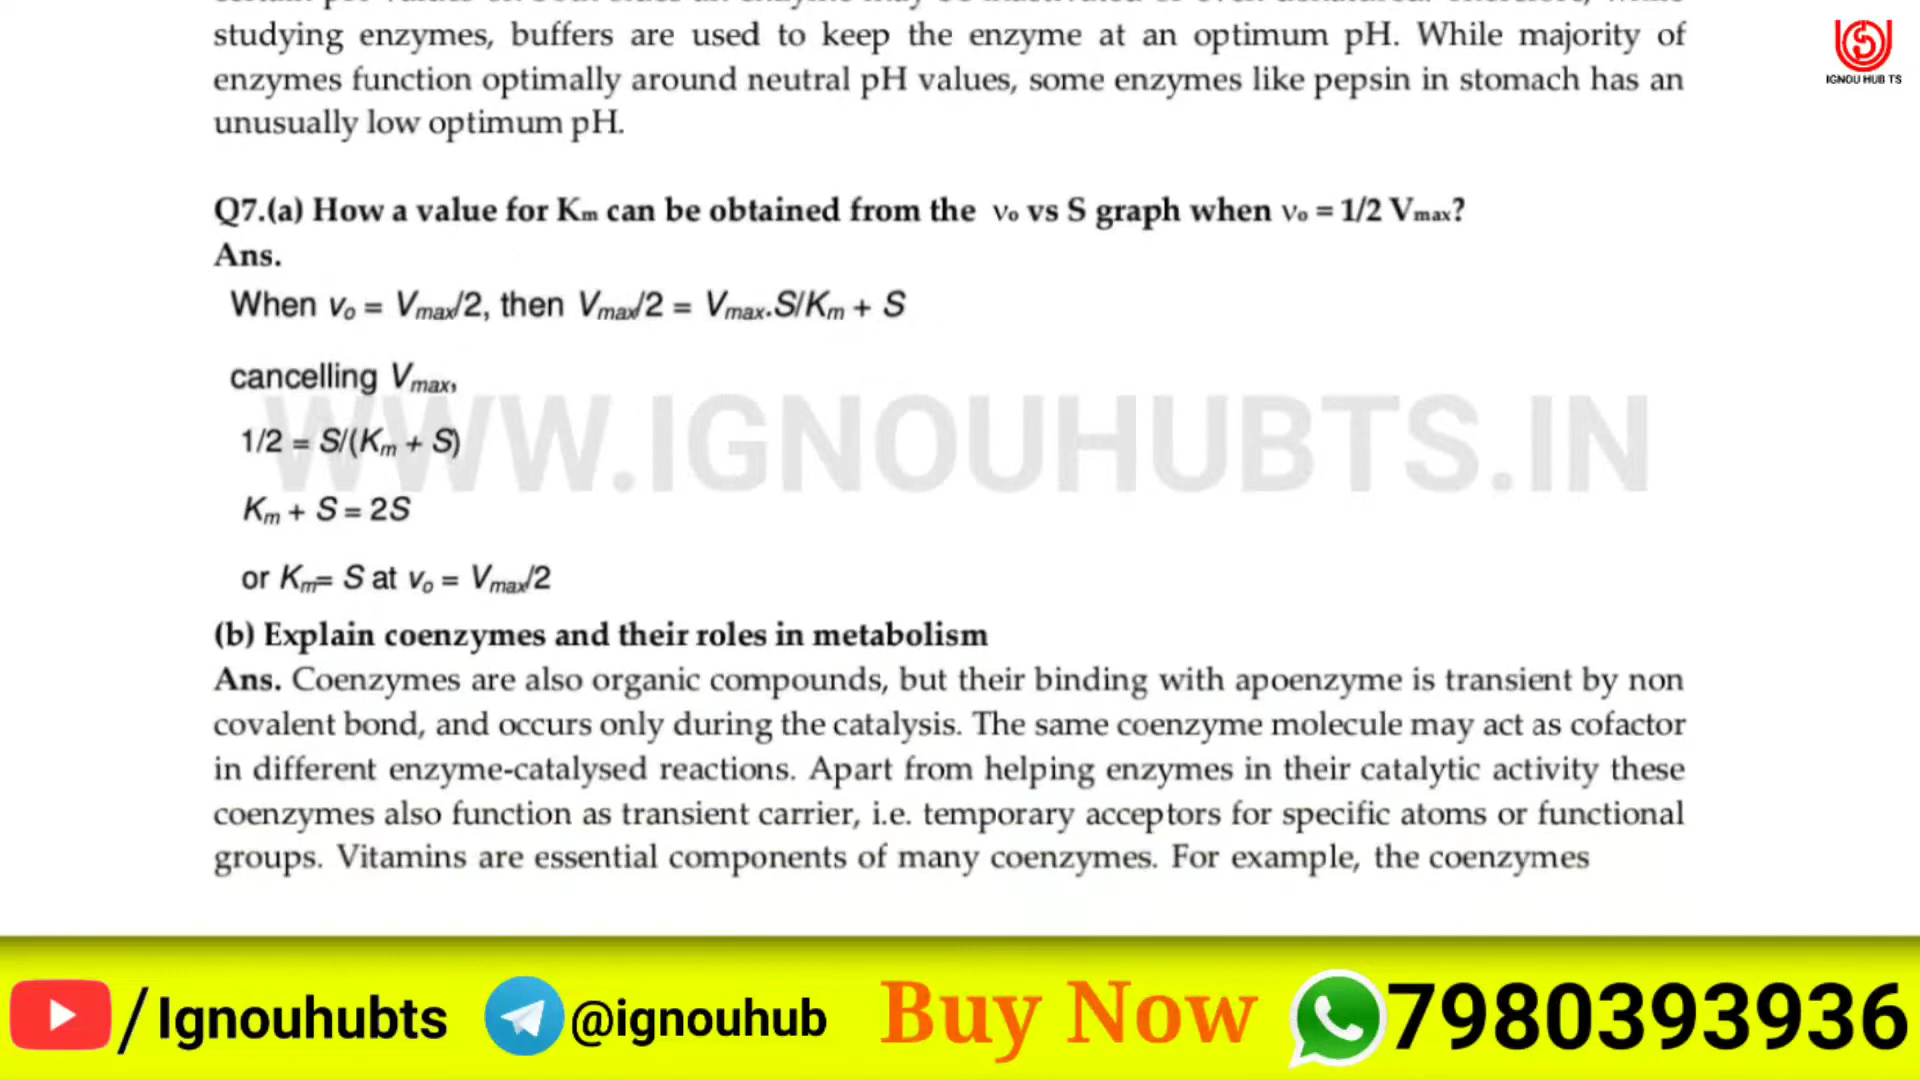 studying enzymes, buffers are used to keep the enzyme at an optimum pH. While majority of
enzymes function optimally around neutral pH values, some enzymes like pepsin in stomach has an
unusually low optimum pH.
IGNOU HUB TS
Q7.(a) How a value for Km can be obtained from the vo vs S graph when vo = 1/2 Vmax?
Ans.
When vo = Vmax/2, then Vmax/2 = Vmax.S/Km + S
cancelling Vmax,
WWW.IGNOUHUBTS.IN
1/2 = S/(Km + S)
Km + S = 2S
or Km= S at vo = Vmax/2
(b) Explain coenzymes and their roles in metabolism
Ans. Coenzymes are also organic compounds, but their binding with apoenzyme is transient by non
covalent bond, and occurs only during the catalysis. The same coenzyme molecule may act as cofactor
in different enzyme-catalysed reactions. Apart from helping enzymes in their catalytic activity these
coenzymes also function as transient carrier, i.e. temporary acceptors for specific atoms or functional
groups. Vitamins are essential components of many coenzymes. For example, the coenzymes
/Ignouhubts @ignouhub Buy Now 7980393936